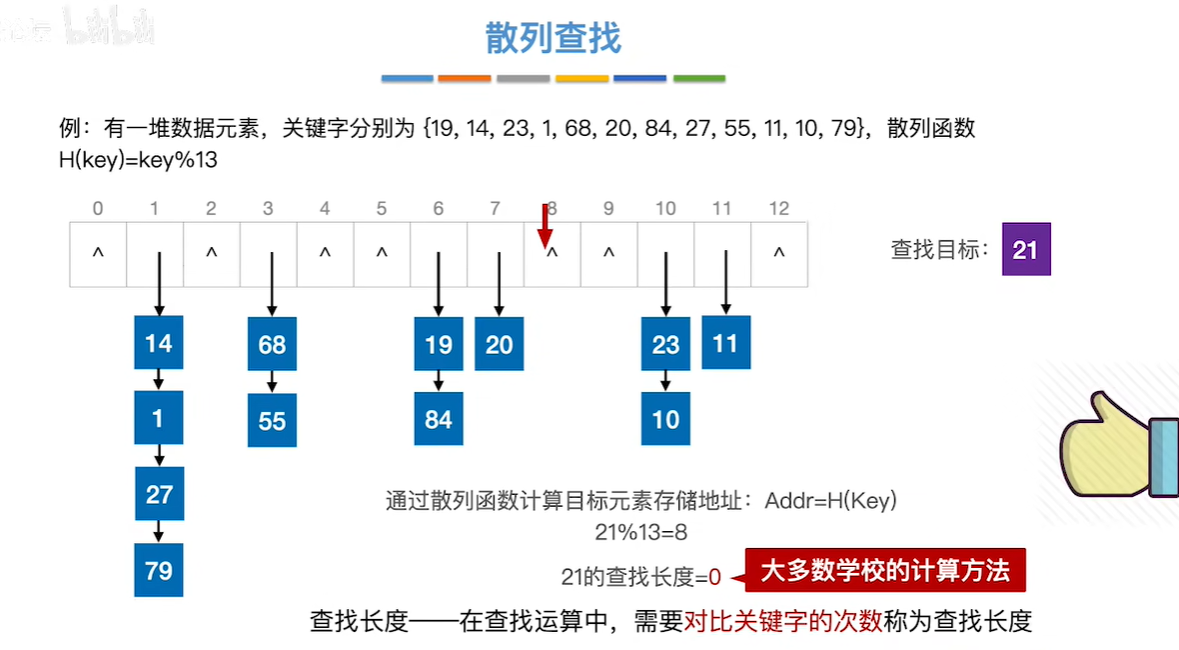 散列查找
例：有一堆数据元素，关键字分别为 {19, 14, 23, 1, 68, 20, 84, 27, 55, 11, 10, 79}，散列函数
H(key)=key%13
0 1 2 3 4 5 6 7 8 9 10 11 12
^ ^ ^ ^ ^ ^ ^
查找目标： 21
14 68 19 20 23 11
1 55 84 10
27
79
通过散列函数计算目标元素存储地址：Addr=H(Key)
21%13=8
21的查找长度=0 大多数学校的计算方法
查找长度——在查找运算中，需要对比关键字的次数称为查找长度